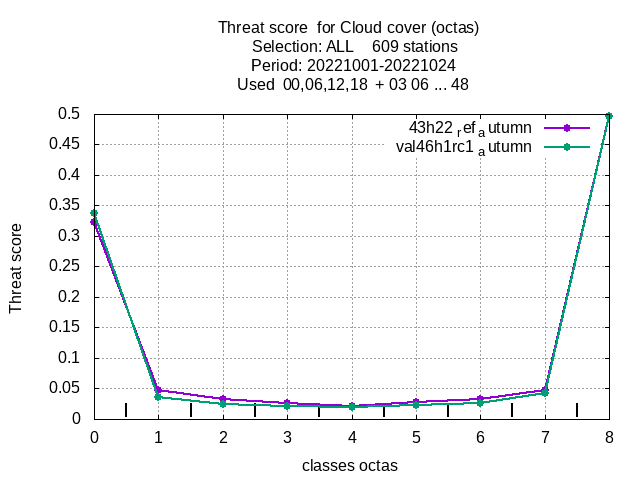 Threat score  for Cloud cover (octas)
Selection: ALL    609 stations
Period: 20221001-20221024
Used  00,06,12,18  + 03 06 ... 48
43h22ref_autumn
val46h1rc1_autumn
Threat score
0.5
0.45
0.4
0.35
0.3
0.25
0.2
0.15
0.1
0.05
0
0 1 2 3 4 5 6 7 8
classes octas